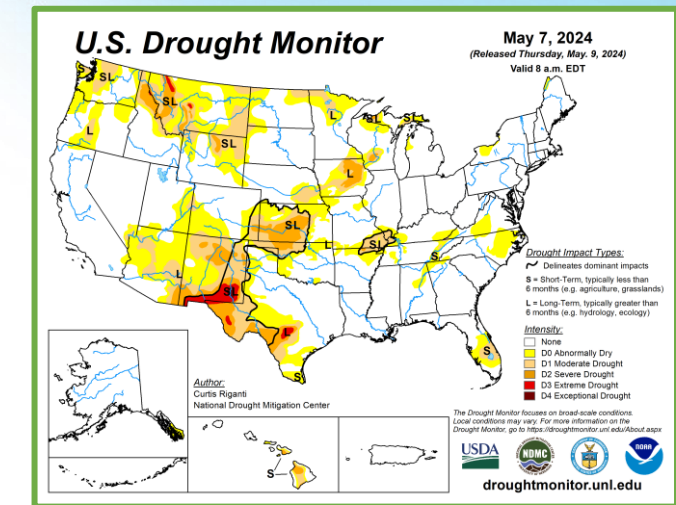 U.S. Drought Monitor
May 7, 2024
(Released Thursday, May. 9, 2024)
Valid 8 a.m. EDT
S
SL
SL
L
SL
L
SL
SL
L
SL
L
SL
S
L
SL
L
S
S
Drought Impact Types:
Delineates dominant impacts
S = Short-Term, typically less than
6 months (e.g. agriculture, grasslands)
L = Long-Term, typically greater than
6 months (e.g. hydrology, ecology)
Intensity:
None
D0 Abnormally Dry
D1 Moderate Drought
D2 Severe Drought
D3 Extreme Drought
D4 Exceptional Drought
Author:
Curtis Riganti
National Drought Mitigation Center
S
The Drought Monitor focuses on broad-scale conditions.
Local conditions may vary. For more information on the
Drought Monitor, go to https://droughtmonitor.unl.edu/About.aspx
USDA
NDMC
NOAA
droughtmonitor.unl.edu